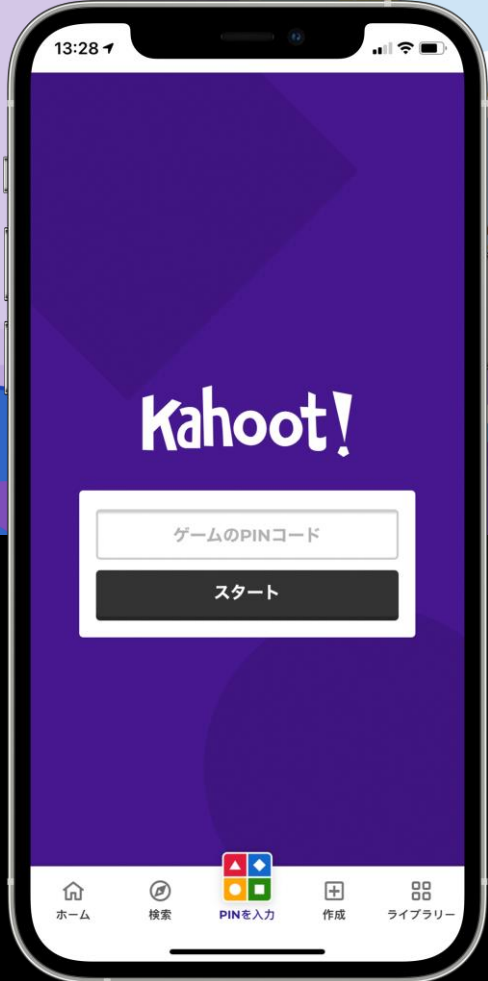 13:28
Kahoot!
ゲームのPINコード
スタート
ホーム
検索
PINを入力
作成
ライブラリー